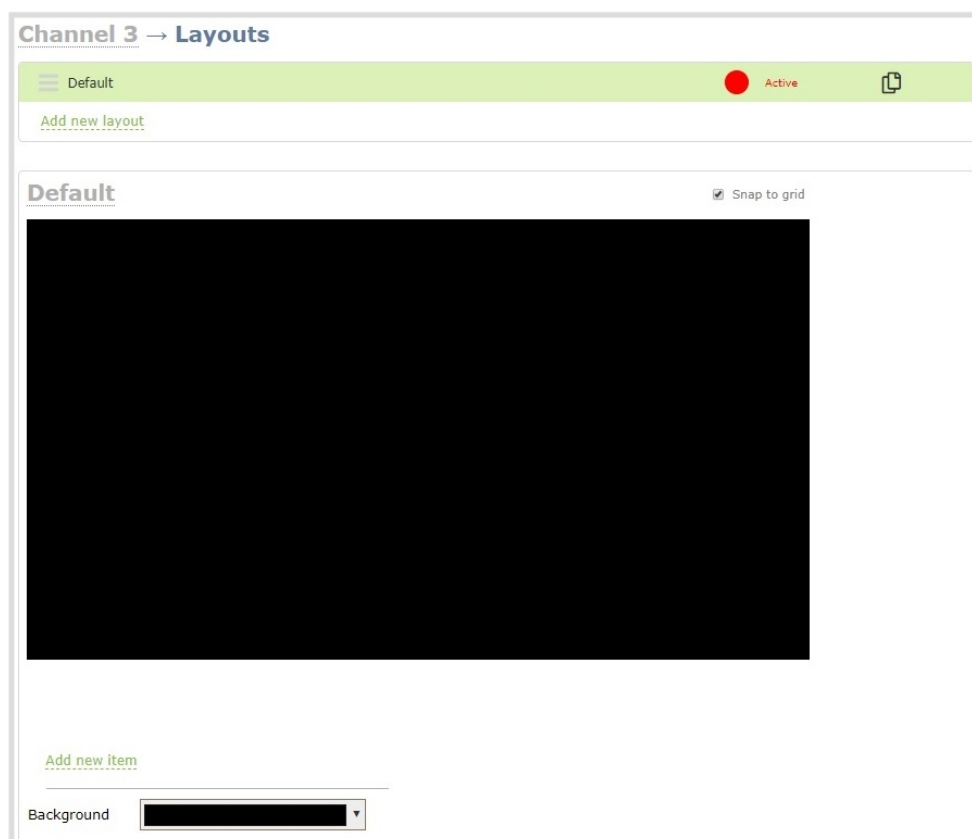 Channel 3 → Layouts
Default Active
Add new layout
Default Snap to grid
Add new item
Background